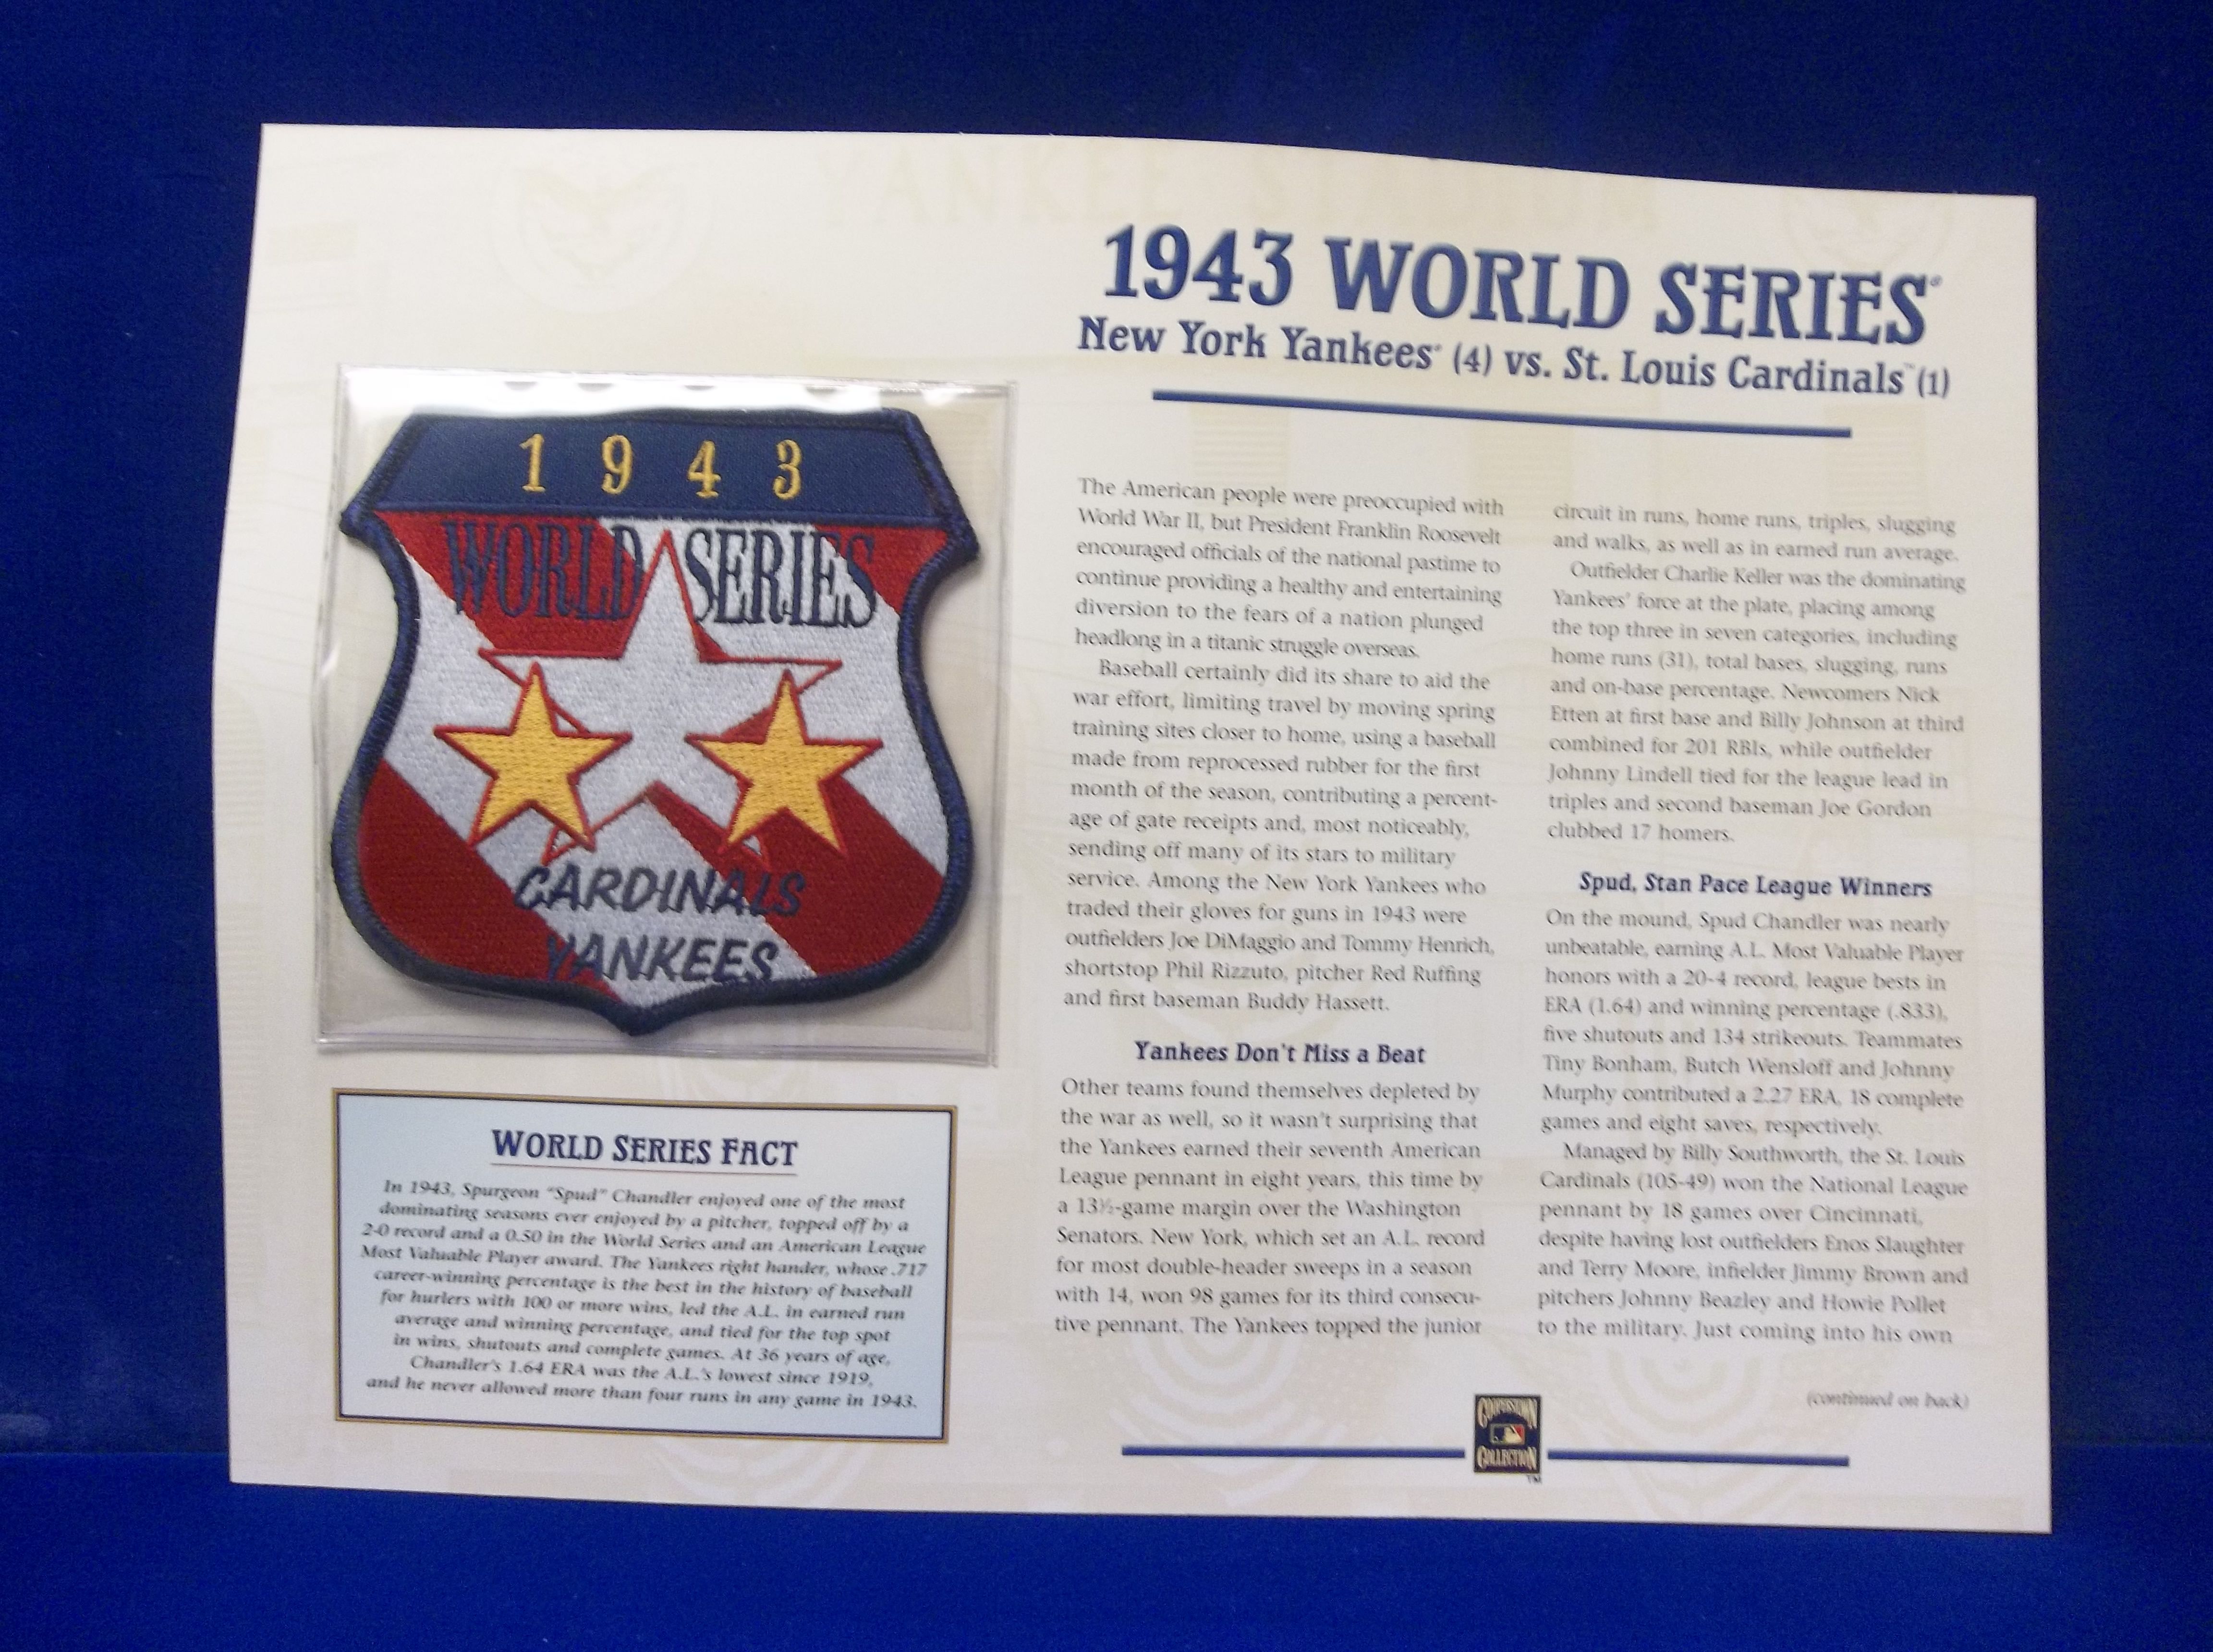 YANKEE STADIUM
1943 WORLD SERIES®
New York Yankees® (4) vs. St. Louis Cardinals™ (1)
1 9 4 3
WORLD SERIES
CARDINALS
YANKEES
WORLD SERIES FACT
In 1943, Spurgeon “Spud” Chandler enjoyed one of the most
dominating seasons ever enjoyed by a pitcher, topped off by a
2-0 record and a 0.50 in the World Series and an American League
Most Valuable Player award. The Yankees right hander, whose .717
career-winning percentage is the best in the history of baseball
for hurlers with 100 or more wins, led the A.L. in earned run
average and winning percentage, and tied for the top spot
in wins, shutouts and complete games. At 36 years of age,
Chandler’s 1.64 ERA was the A.L.’s lowest since 1919,
and he never allowed more than four runs in any game in 1943.
The American people were preoccupied with
World War II, but President Franklin Roosevelt
encouraged officials of the national pastime to
continue providing a healthy and entertaining
diversion to the fears of a nation plunged
headlong in a titanic struggle overseas.
Baseball certainly did its share to aid the
war effort, limiting travel by moving spring
training sites closer to home, using a baseball
made from reprocessed rubber for the first
month of the season, contributing a percent-
age of gate receipts and, most noticeably,
sending off many of its stars to military
service. Among the New York Yankees who
traded their gloves for guns in 1943 were
outfielders Joe DiMaggio and Tommy Henrich,
shortstop Phil Rizzuto, pitcher Red Ruffing
and first baseman Buddy Hassett.
Yankees Don’t Miss a Beat
Other teams found themselves depleted by
the war as well, so it wasn’t surprising that
the Yankees earned their seventh American
League pennant in eight years, this time by
a 13½-game margin over the Washington
Senators. New York, which set an A.L. record
for most double-header sweeps in a season
with 14, won 98 games for its third consecu-
tive pennant. The Yankees topped the junior
circuit in runs, home runs, triples, slugging
and walks, as well as in earned run average.
Outfielder Charlie Keller was the dominating
Yankees’ force at the plate, placing among
the top three in seven categories, including
home runs (31), total bases, slugging, runs
and on-base percentage. Newcomers Nick
Etten at first base and Billy Johnson at third
combined for 201 RBIs, while outfielder
Johnny Lindell tied for the league lead in
triples and second baseman Joe Gordon
clubbed 17 homers.
Spud, Stan Pace League Winners
On the mound, Spud Chandler was nearly
unbeatable, earning A.L. Most Valuable Player
honors with a 20-4 record, league bests in
ERA (1.64) and winning percentage (.833),
five shutouts and 134 strikeouts. Teammates
Tiny Bonham, Butch Wensloff and Johnny
Murphy contributed a 2.27 ERA, 18 complete
games and eight saves, respectively.
Managed by Billy Southworth, the St. Louis
Cardinals (105-49) won the National League
pennant by 18 games over Cincinnati,
despite having lost outfielders Enos Slaughter
and Terry Moore, infielder Jimmy Brown and
pitchers Johnny Beazley and Howie Pollet
to the military. Just coming into his own
(continued on back)
COOPERSTOWN
COLLECTION
TM